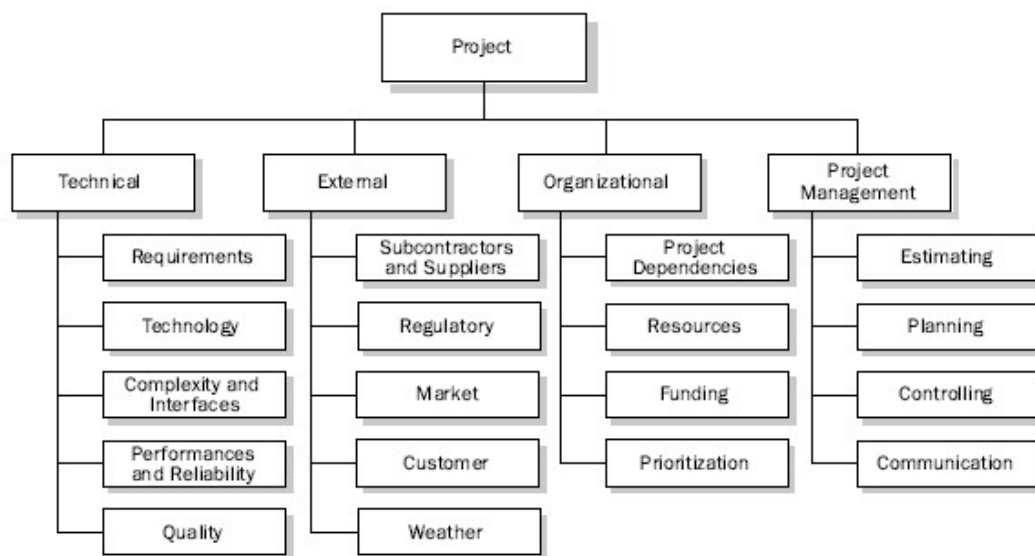 Project
Technical
External
Organizational
Project
Management
Requirements
Technology
Complexity and
Interfaces
Performances
and Reliability
Quality
Subcontractors
and Suppliers
Regulatory
Market
Customer
Weather
Project
Dependencies
Resources
Funding
Prioritization
Estimating
Planning
Controlling
Communication